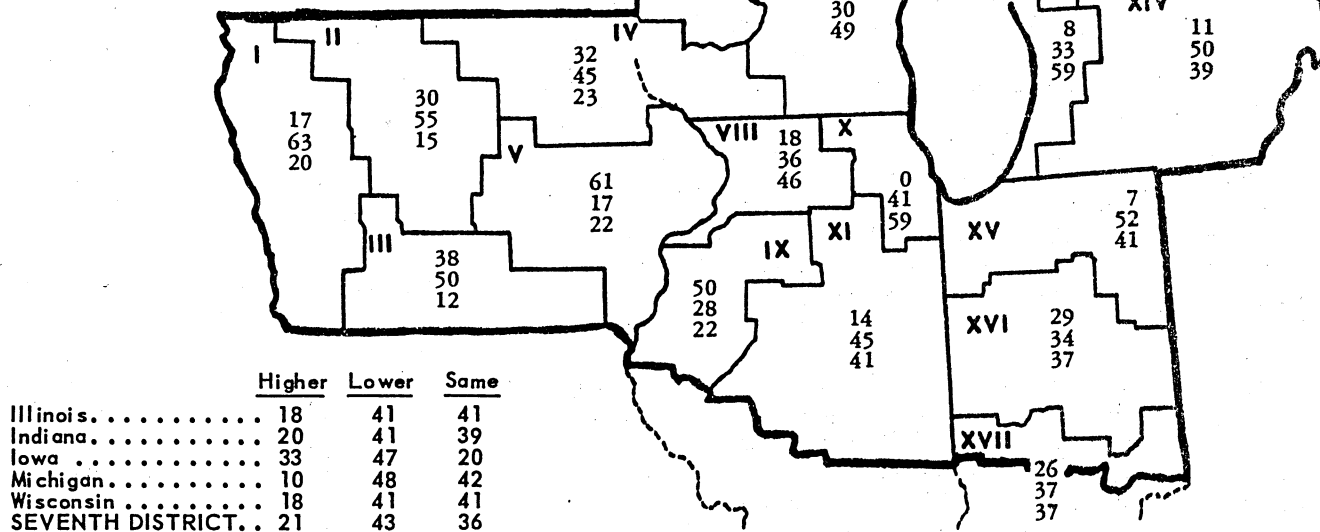 30
49
XIV
II
I
IV
32
45
23
8
33
59
11
50
39
30
55
15
17
63
20
V
VIII
18
36
46
X
0
41
59
61
17
22
7
52
41
III
38
50
12
IX
XI
XV
50
28
22
14
45
41
XVI
29
34
37
XVII
26
37
37
Higher Lower Same
Illinois........... 18 41 41
Indiana........... 20 41 39
Iowa ............ 33 47 20
Michigan.......... 10 48 42
Wisconsin ......... 18 41 41
SEVENTH DISTRICT.. 21 43 36